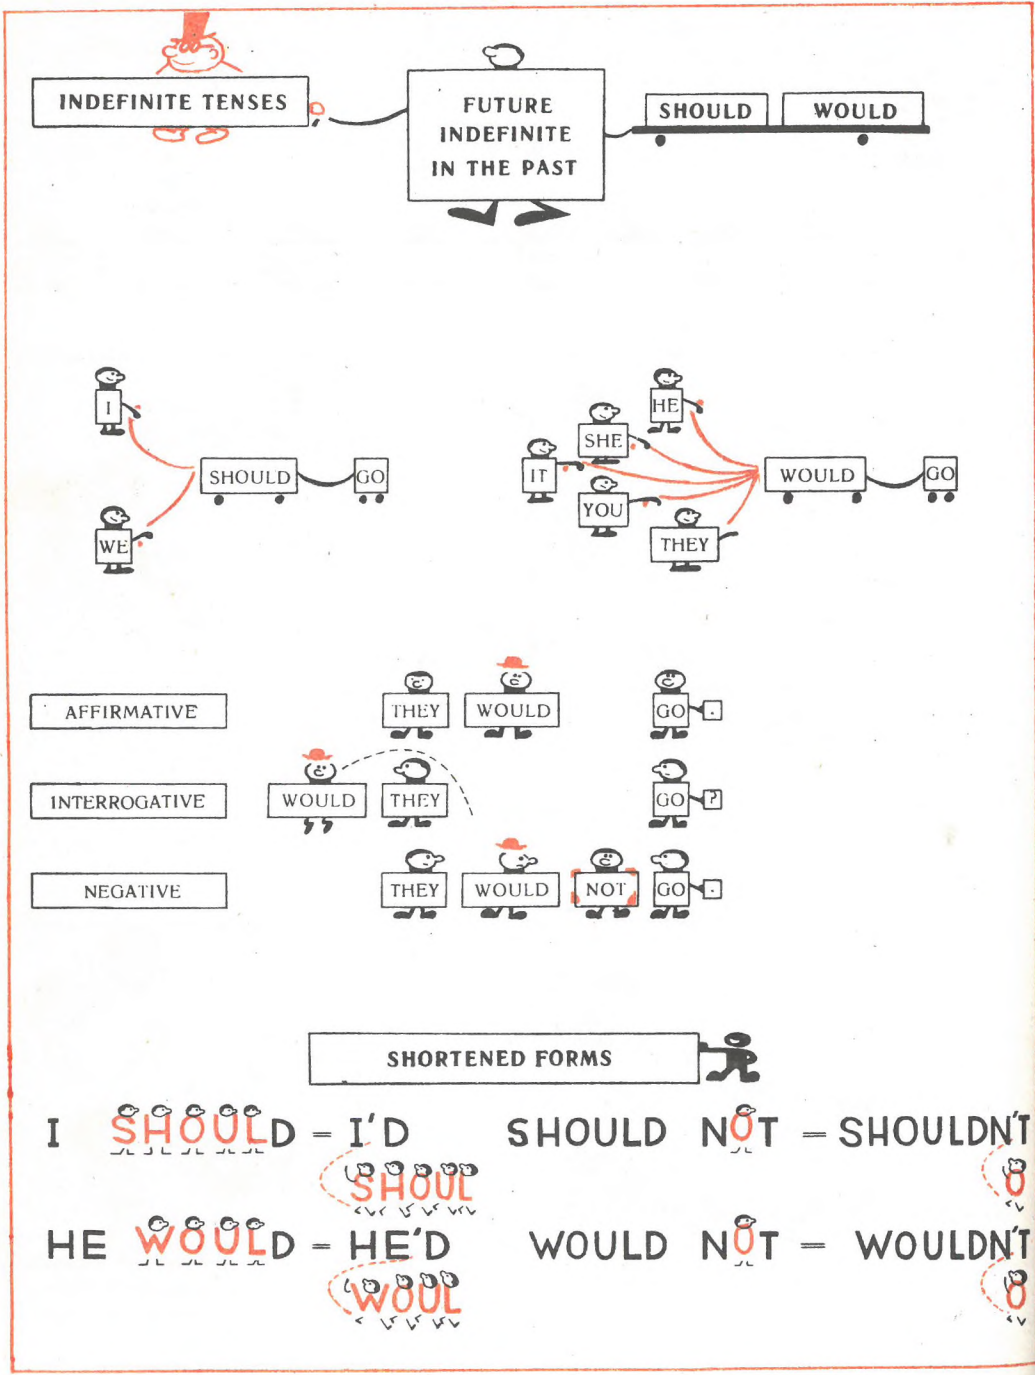 INDEFINITE TENSES
FUTURE
INDEFINITE
IN THE PAST
SHOULD WOULD
I
WE
SHOULD GO
HE
SHE
IT
YOU
THEY
WOULD GO
AFFIRMATIVE THEY WOULD GO .
INTERROGATIVE WOULD THEY GO ?
NEGATIVE THEY WOULD NOT GO .
SHORTENED FORMS
I SHOULD = I'D SHOULD NOT = SHOULDN'T
SHOUL O
HE WOULD = HE'D WOULD NOT = WOULDN'T
WOUL O